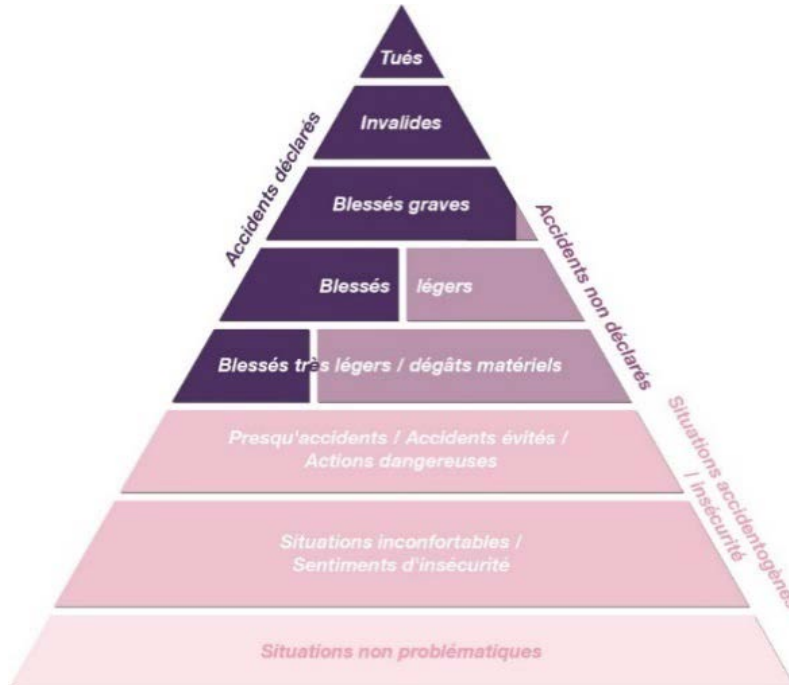 Tués
Invalides
Accidents déclarés
Blessés graves
Accidents non déclarés
Blessés légers
Blessés très légers / dégâts matériels
Presqu'accidents / Accidents évités /
Actions dangereuses
Situations accidentogènes
/ insécurité
Situations inconfortables /
Sentiments d'insécurité
Situations non problématiques